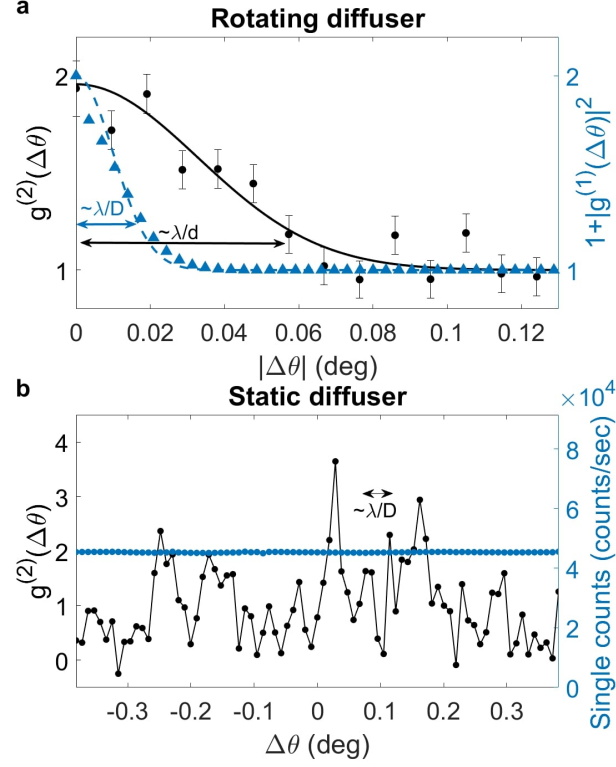 a
Rotating diffuser
2
1
g^(2)(Δθ)
2
1
1+|g^(1)(Δθ)|^2
~λ/D
~λ/d
0
0.02
0.04
0.06
0.08
0.1
0.12
|Δθ| (deg)
b
Static diffuser
×10^4
4
3
2
1
0
g^(2)(Δθ)
8
6
4
2
0
Single counts (counts/sec)
~λ/D
-0.3
-0.2
-0.1
0
0.1
0.2
0.3
Δθ (deg)